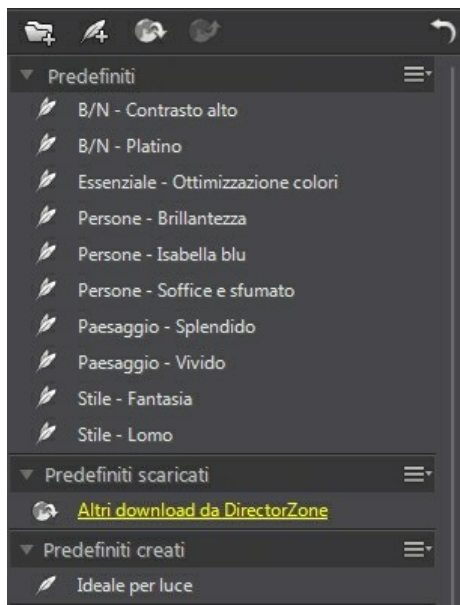 Predefiniti
B/N - Contrasto alto
B/N - Platino
Essenziale - Ottimizzazione colori
Persone - Brillantezza
Persone - Isabella blu
Persone - Soffice e sfumato
Paesaggio - Splendido
Paesaggio - Vivido
Stile - Fantasia
Stile - Lomo
Predefiniti scaricati
Altri download da DirectorZone
Predefiniti creati
Ideale per luce